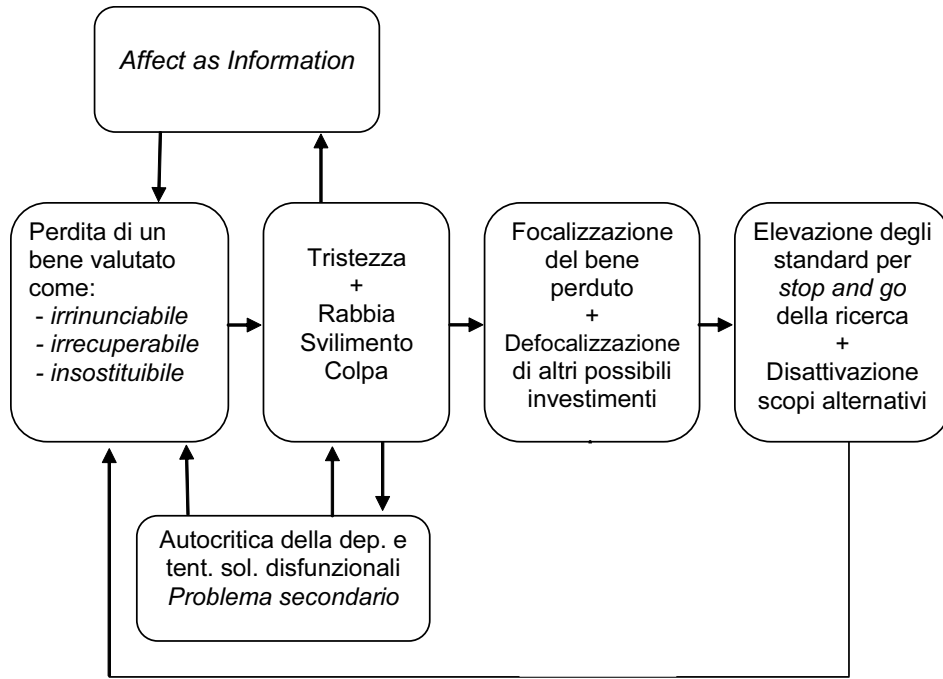 Affect as Information
Perdita di un
bene valutato
come:
- irrinunciabile
- irrecuperabile
- insostituibile
Tristezza
+
Rabbia
Svilimento
Colpa
Focalizzazione
del bene
perduto
+
Defocalizzazione
di altri possibili
investimenti
Elevazione degli
standard per
stop and go
della ricerca
+
Disattivazione
scopi alternativi
Autocritica della dep. e
tent. sol. disfunzionali
Problema secondario